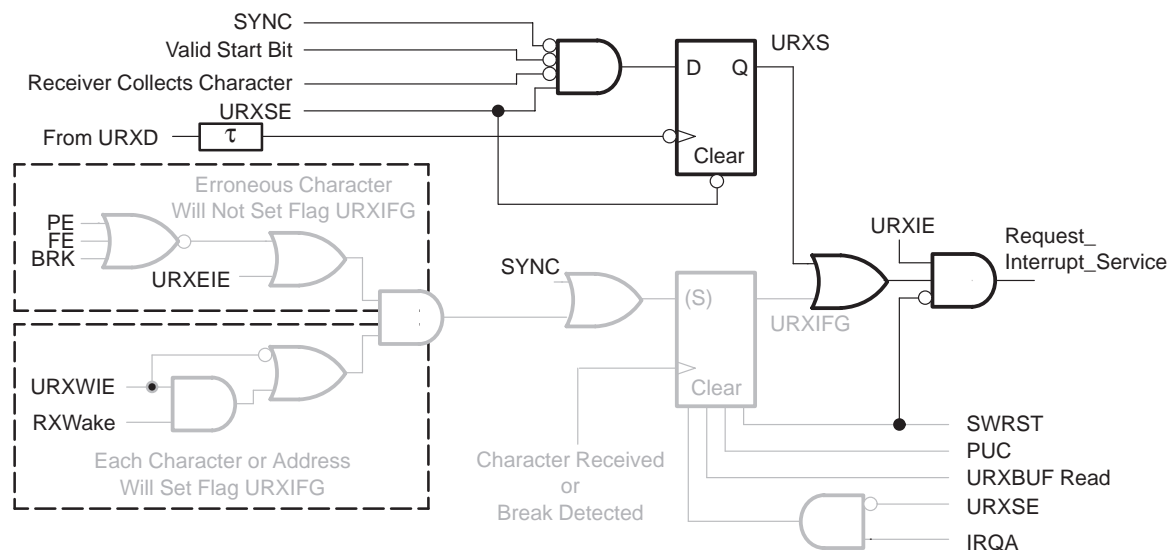 SYNC
Valid Start Bit
Receiver Collects Character
URXSE
From URXD
τ
URXS
D Q
Clear
Erroneous Character
Will Not Set Flag URXIFG
PE
FE
BRK
URXEIE
SYNC
(S)
Clear
URXIFG
URXIE
Request_
Interrupt_Service
URXWIE
RXWake
Each Character or Address
Will Set Flag URXIFG
Character Received
or
Break Detected
SWRST
PUC
URXBUF Read
URXSE
IRQA